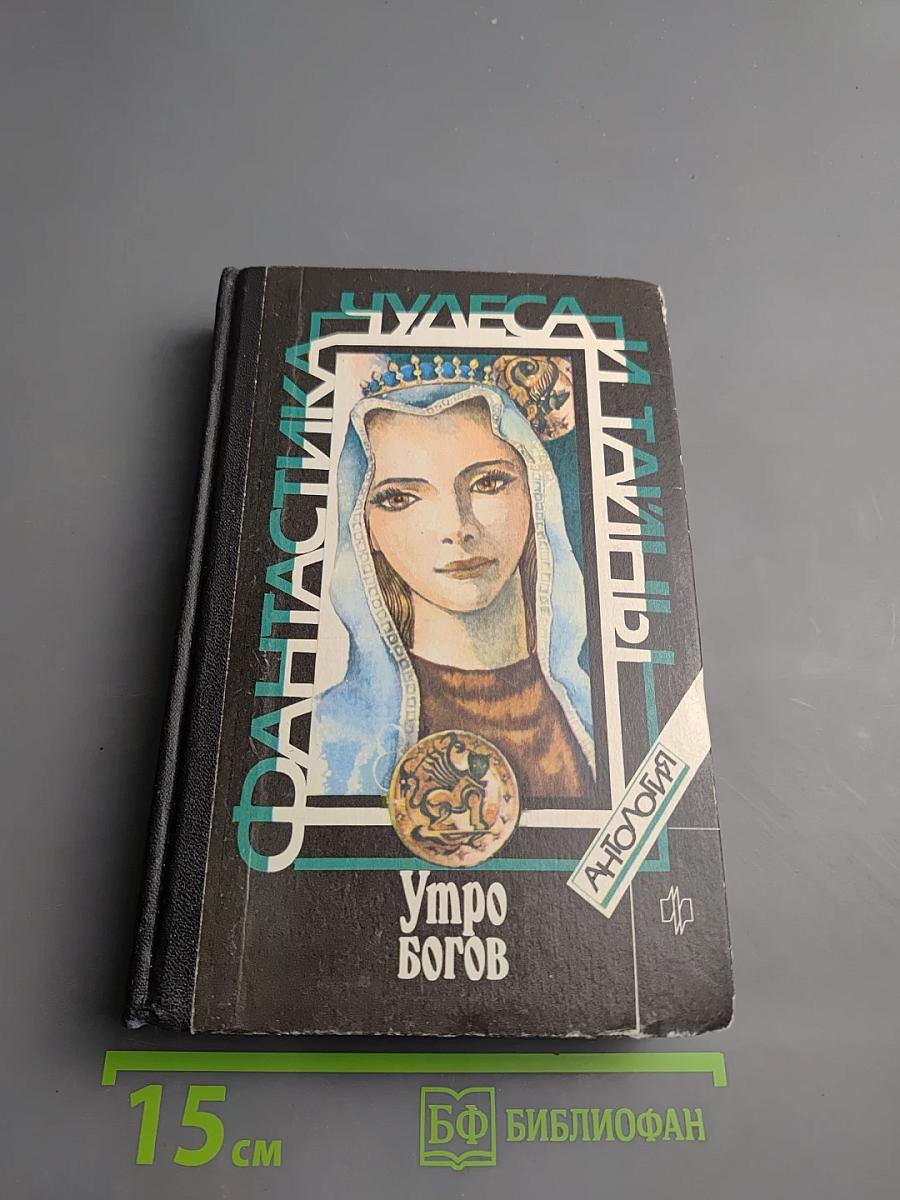 ФАНТАСТИКА
ЧУДЕСА
И ТАЙНЫ
АНТОЛОГИЯ
Утро
БОГОВ
15 см
БФ БИБЛИОФАН